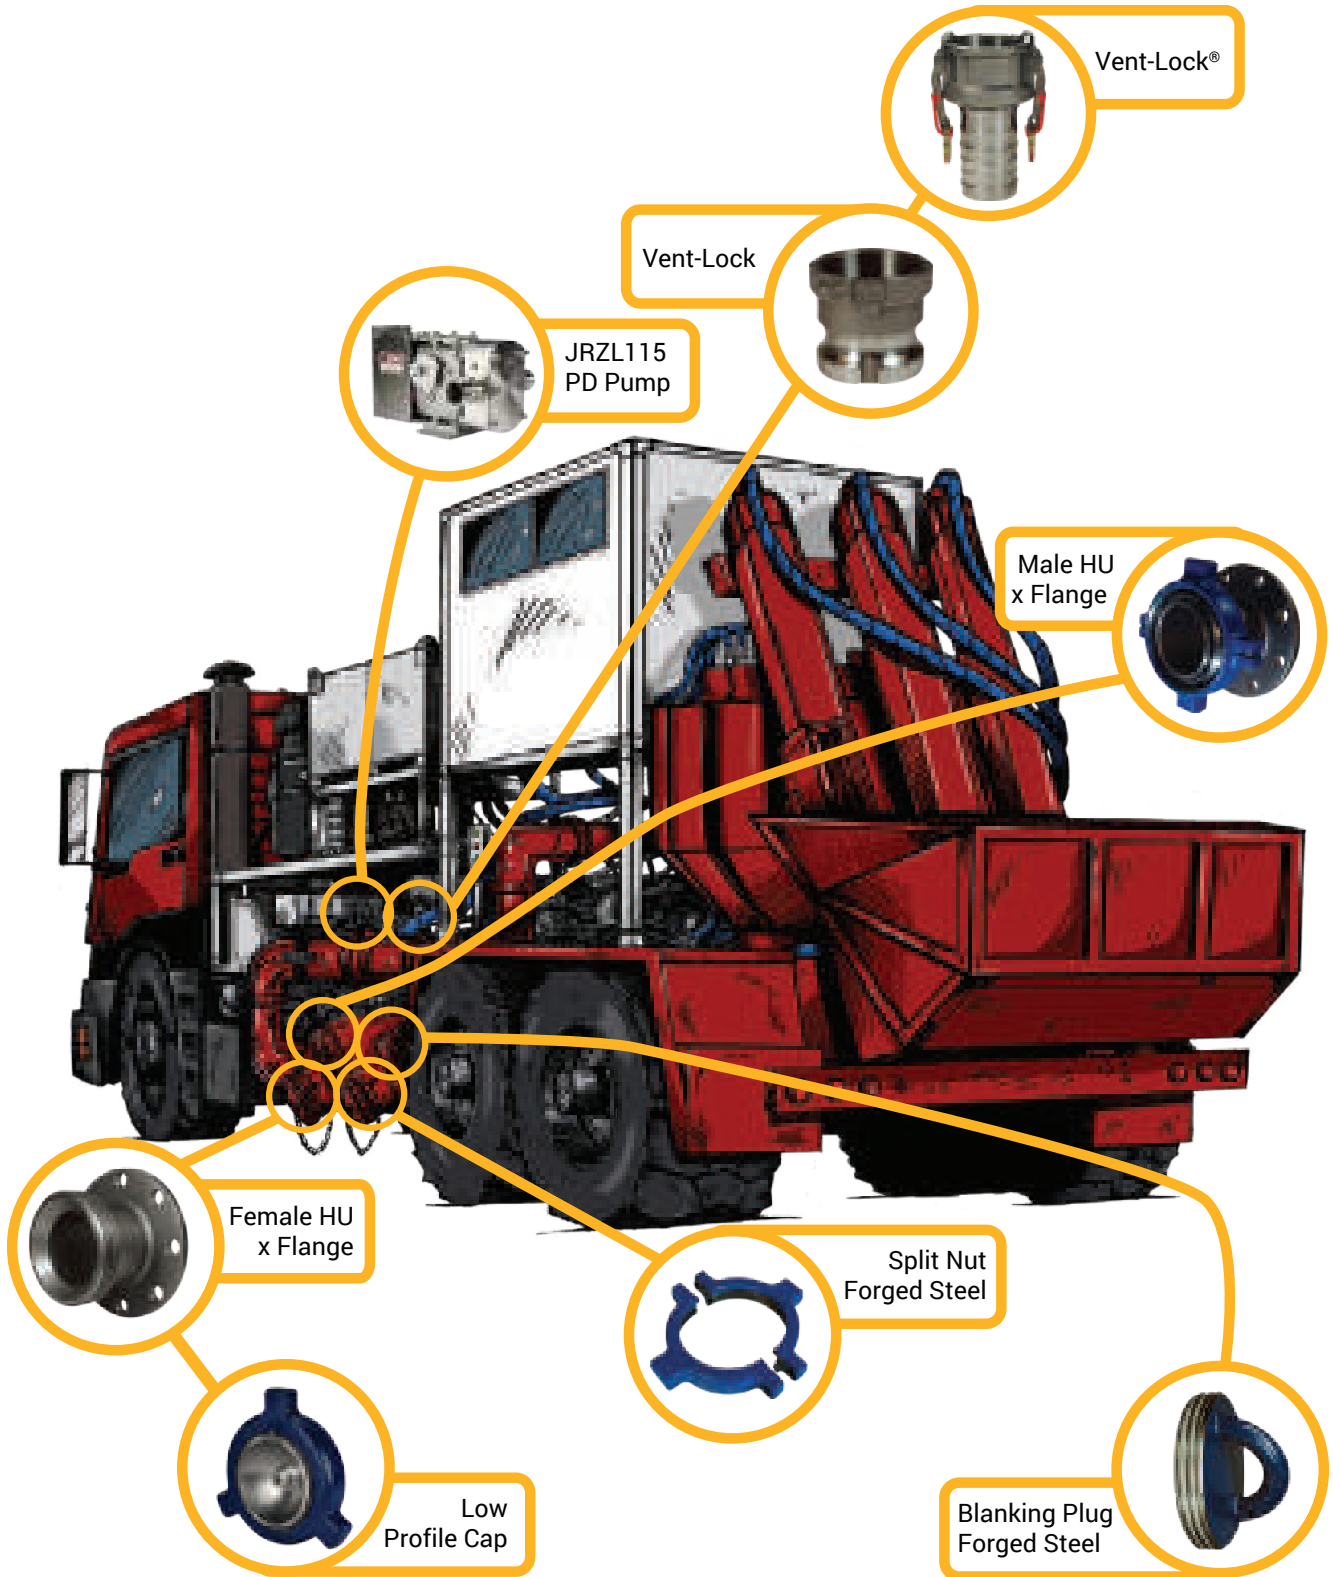 Vent-Lock®
Vent-Lock
JRZL115
PD Pump
Male HU
x Flange
Female HU
x Flange
Split Nut
Forged Steel
Low
Profile Cap
Blanking Plug
Forged Steel